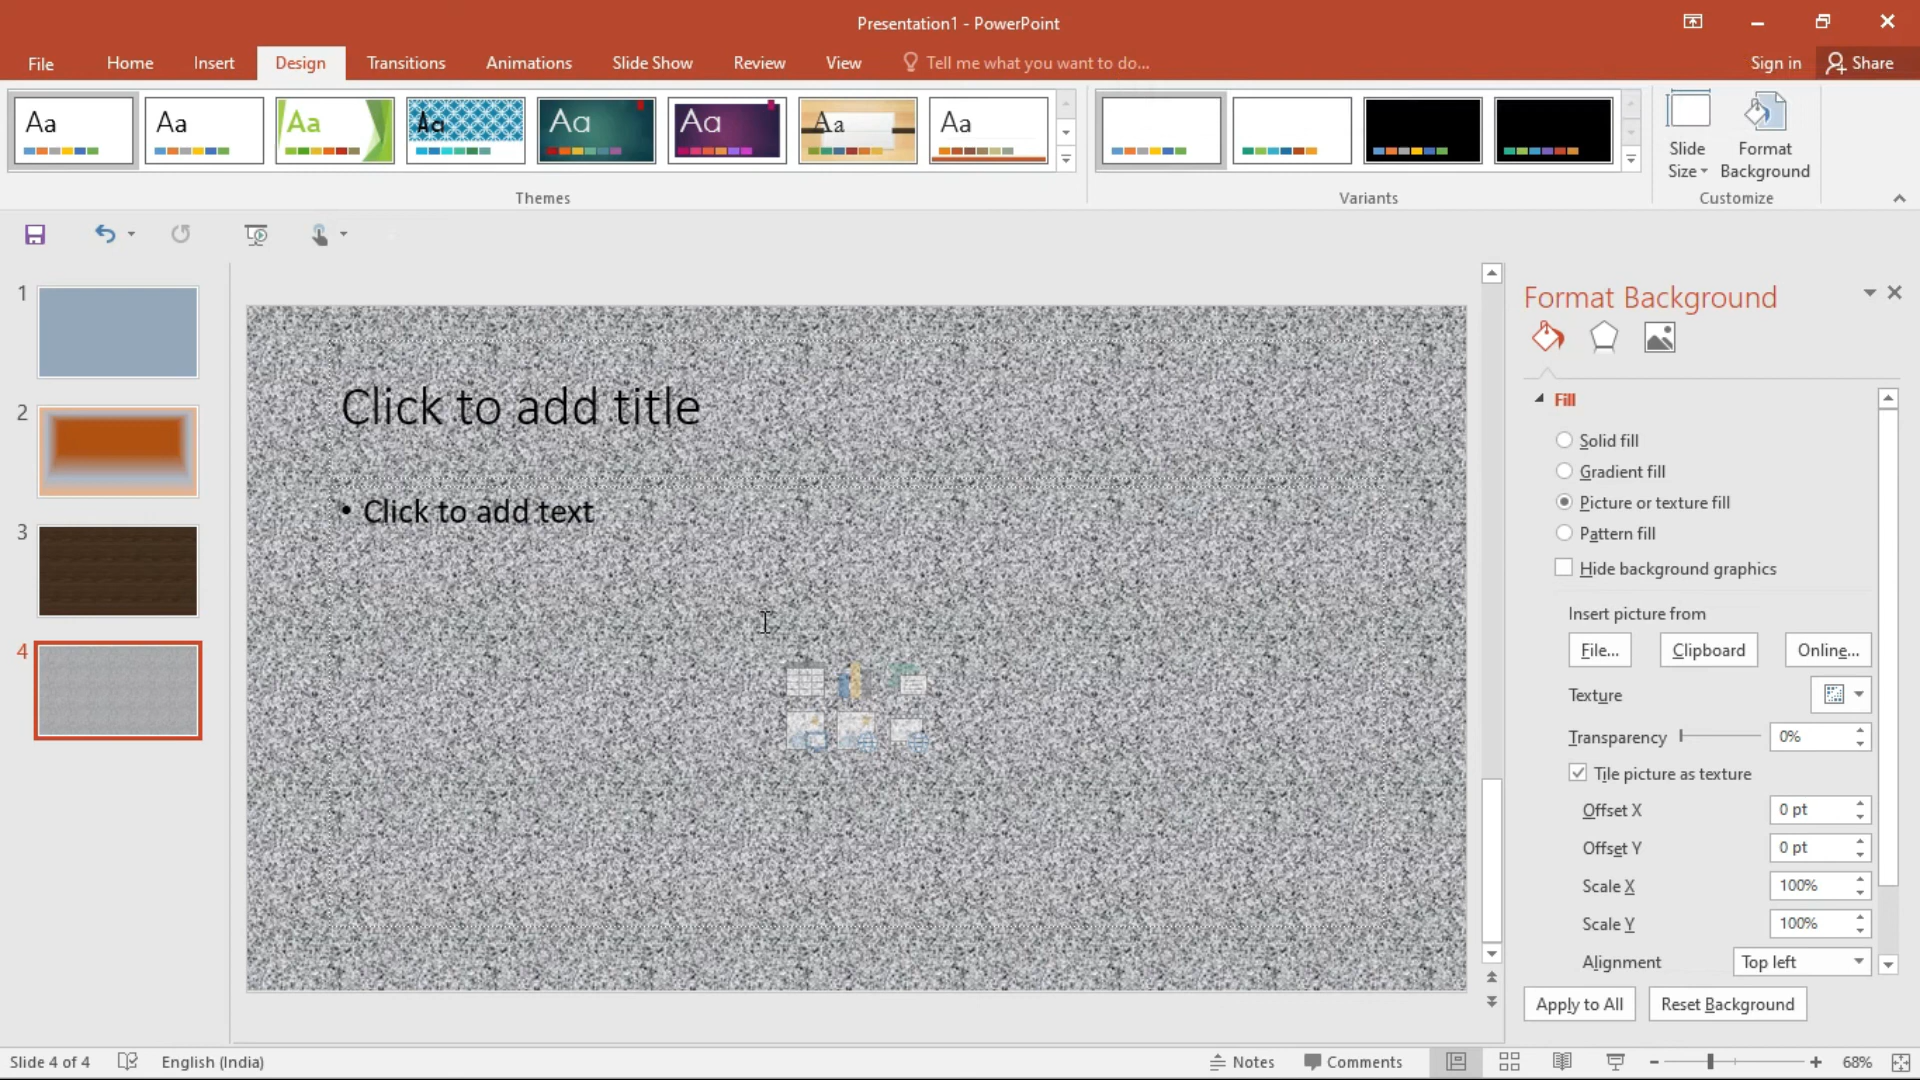 Presentation1 - PowerPoint
File Home Insert Design Transitions Animations Slide Show Review View Tell me what you want to do... Sign in Share
Aa Aa Aa Aa Aa Aa Aa Aa
Slide Size
Format Background
Themes Variants Customize
1
2
3
4
Click to add title
• Click to add text
Format Background
Fill
Solid fill
Gradient fill
Picture or texture fill
Pattern fill
Hide background graphics
Insert picture from
File... Clipboard Online...
Texture
Transparency 0%
Tile picture as texture
Offset X 0 pt
Offset Y 0 pt
Scale X 100%
Scale Y 100%
Alignment Top left
Apply to All Reset Background
Slide 4 of 4 English (India) Notes Comments 68%